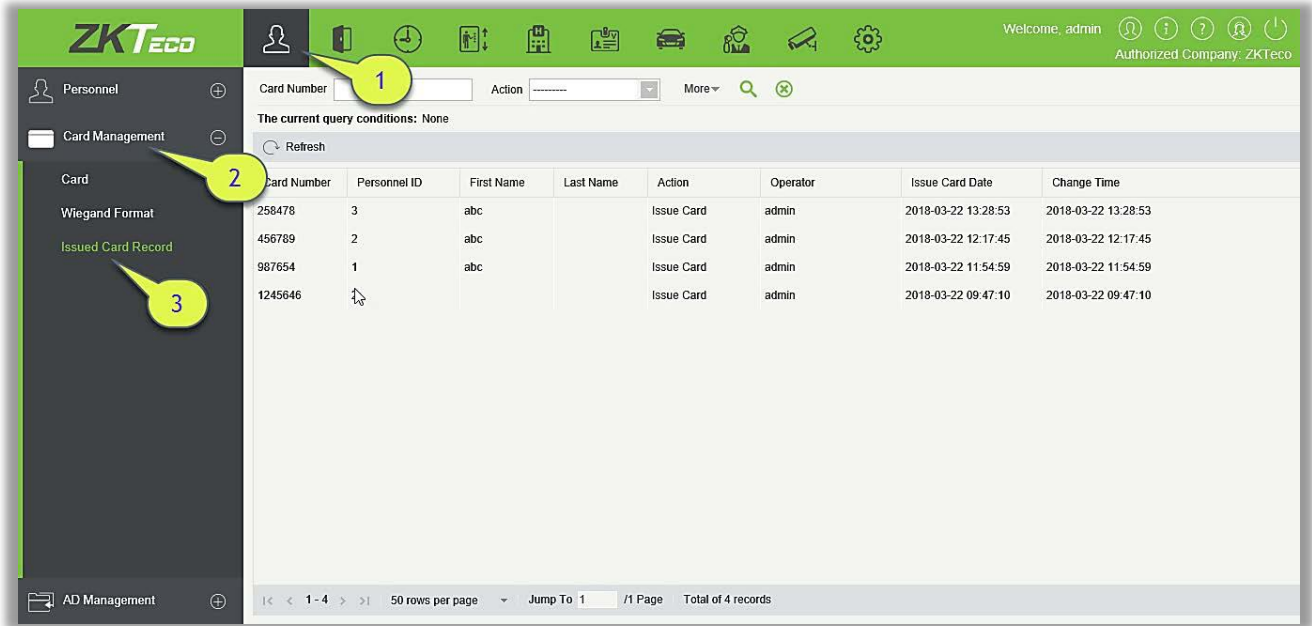 ZKTeco
Welcome, admin
Authorized Company: ZKTeco
1
Personnel
Card Number Action --------- More
The current query conditions: None
Card Management
Refresh
2
Card
Wiegand Format
Issued Card Record
3
Card Number Personnel ID First Name Last Name Action Operator Issue Card Date Change Time
258478 3 abc Issue Card admin 2018-03-22 13:28:53 2018-03-22 13:28:53
456789 2 abc Issue Card admin 2018-03-22 12:17:45 2018-03-22 12:17:45
987654 1 abc Issue Card admin 2018-03-22 11:54:59 2018-03-22 11:54:59
1245646 Issue Card admin 2018-03-22 09:47:10 2018-03-22 09:47:10
AD Management
1 - 4 50 rows per page Jump To 1 /1 Page Total of 4 records